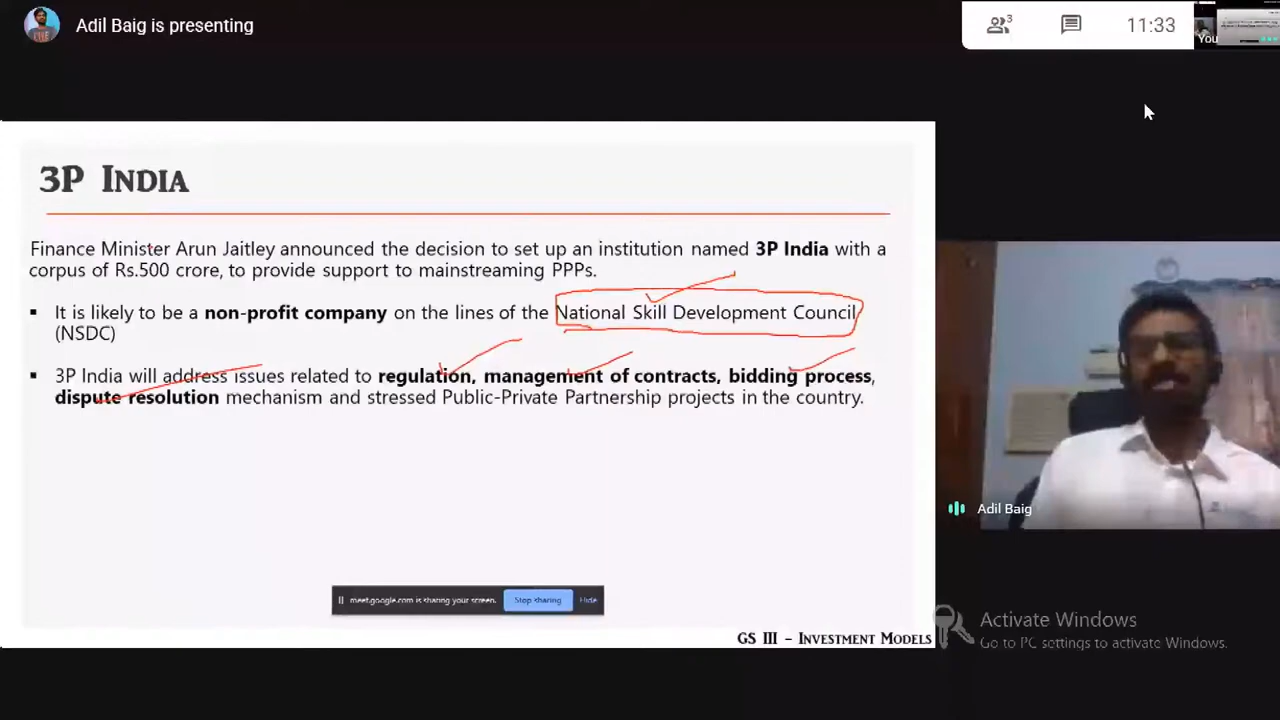 Adil Baig is presenting
3
11:33
You
3P India
Finance Minister Arun Jaitley announced the decision to set up an institution named 3P India with a
corpus of Rs.500 crore, to provide support to mainstreaming PPPs.
▪ It is likely to be a non-profit company on the lines of the National Skill Development Council
(NSDC)
▪ 3P India will address issues related to regulation, management of contracts, bidding process,
dispute resolution mechanism and stressed Public-Private Partnership projects in the country.
Adil Baig
meet.google.com is sharing your screen.
Stop sharing
Hide
Activate Windows
Go to PC settings to activate Windows.
GS III – Investment Models